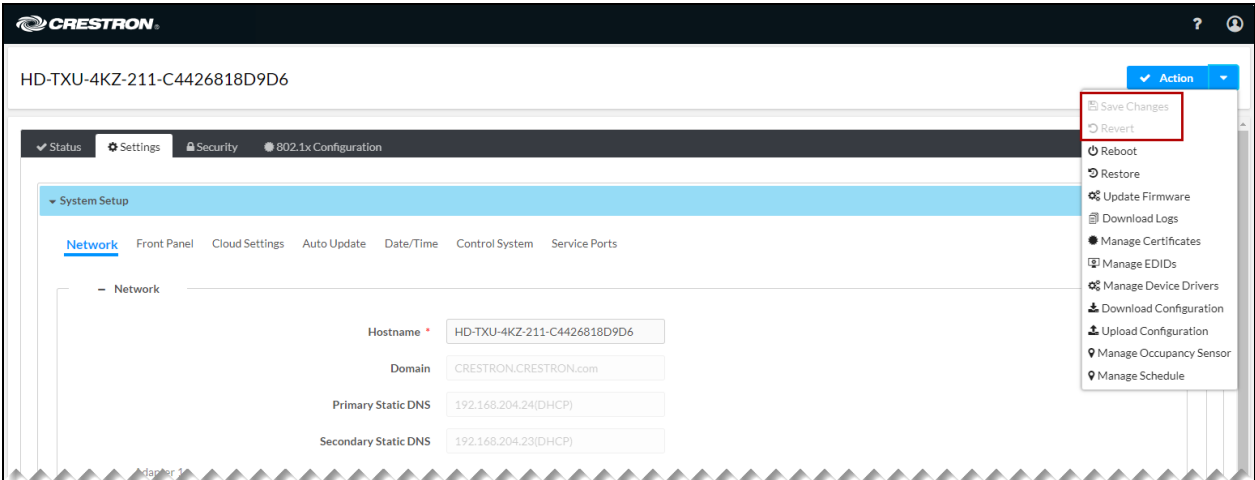 CRESTRON®
?
HD-TXU-4KZ-211-C4426818D9D6
Action
Save Changes
Revert
Reboot
Restore
Update Firmware
Download Logs
Manage Certificates
Manage EDIDs
Manage Device Drivers
Download Configuration
Upload Configuration
Manage Occupancy Sensor
Manage Schedule
Status Settings Security 802.1x Configuration
System Setup
Network Front Panel Cloud Settings Auto Update Date/Time Control System Service Ports
– Network
Hostname * HD-TXU-4KZ-211-C4426818D9D6
Domain CRESTRON.CRESTRON.com
Primary Static DNS 192.168.204.24(DHCP)
Secondary Static DNS 192.168.204.23(DHCP)
Adapter 1